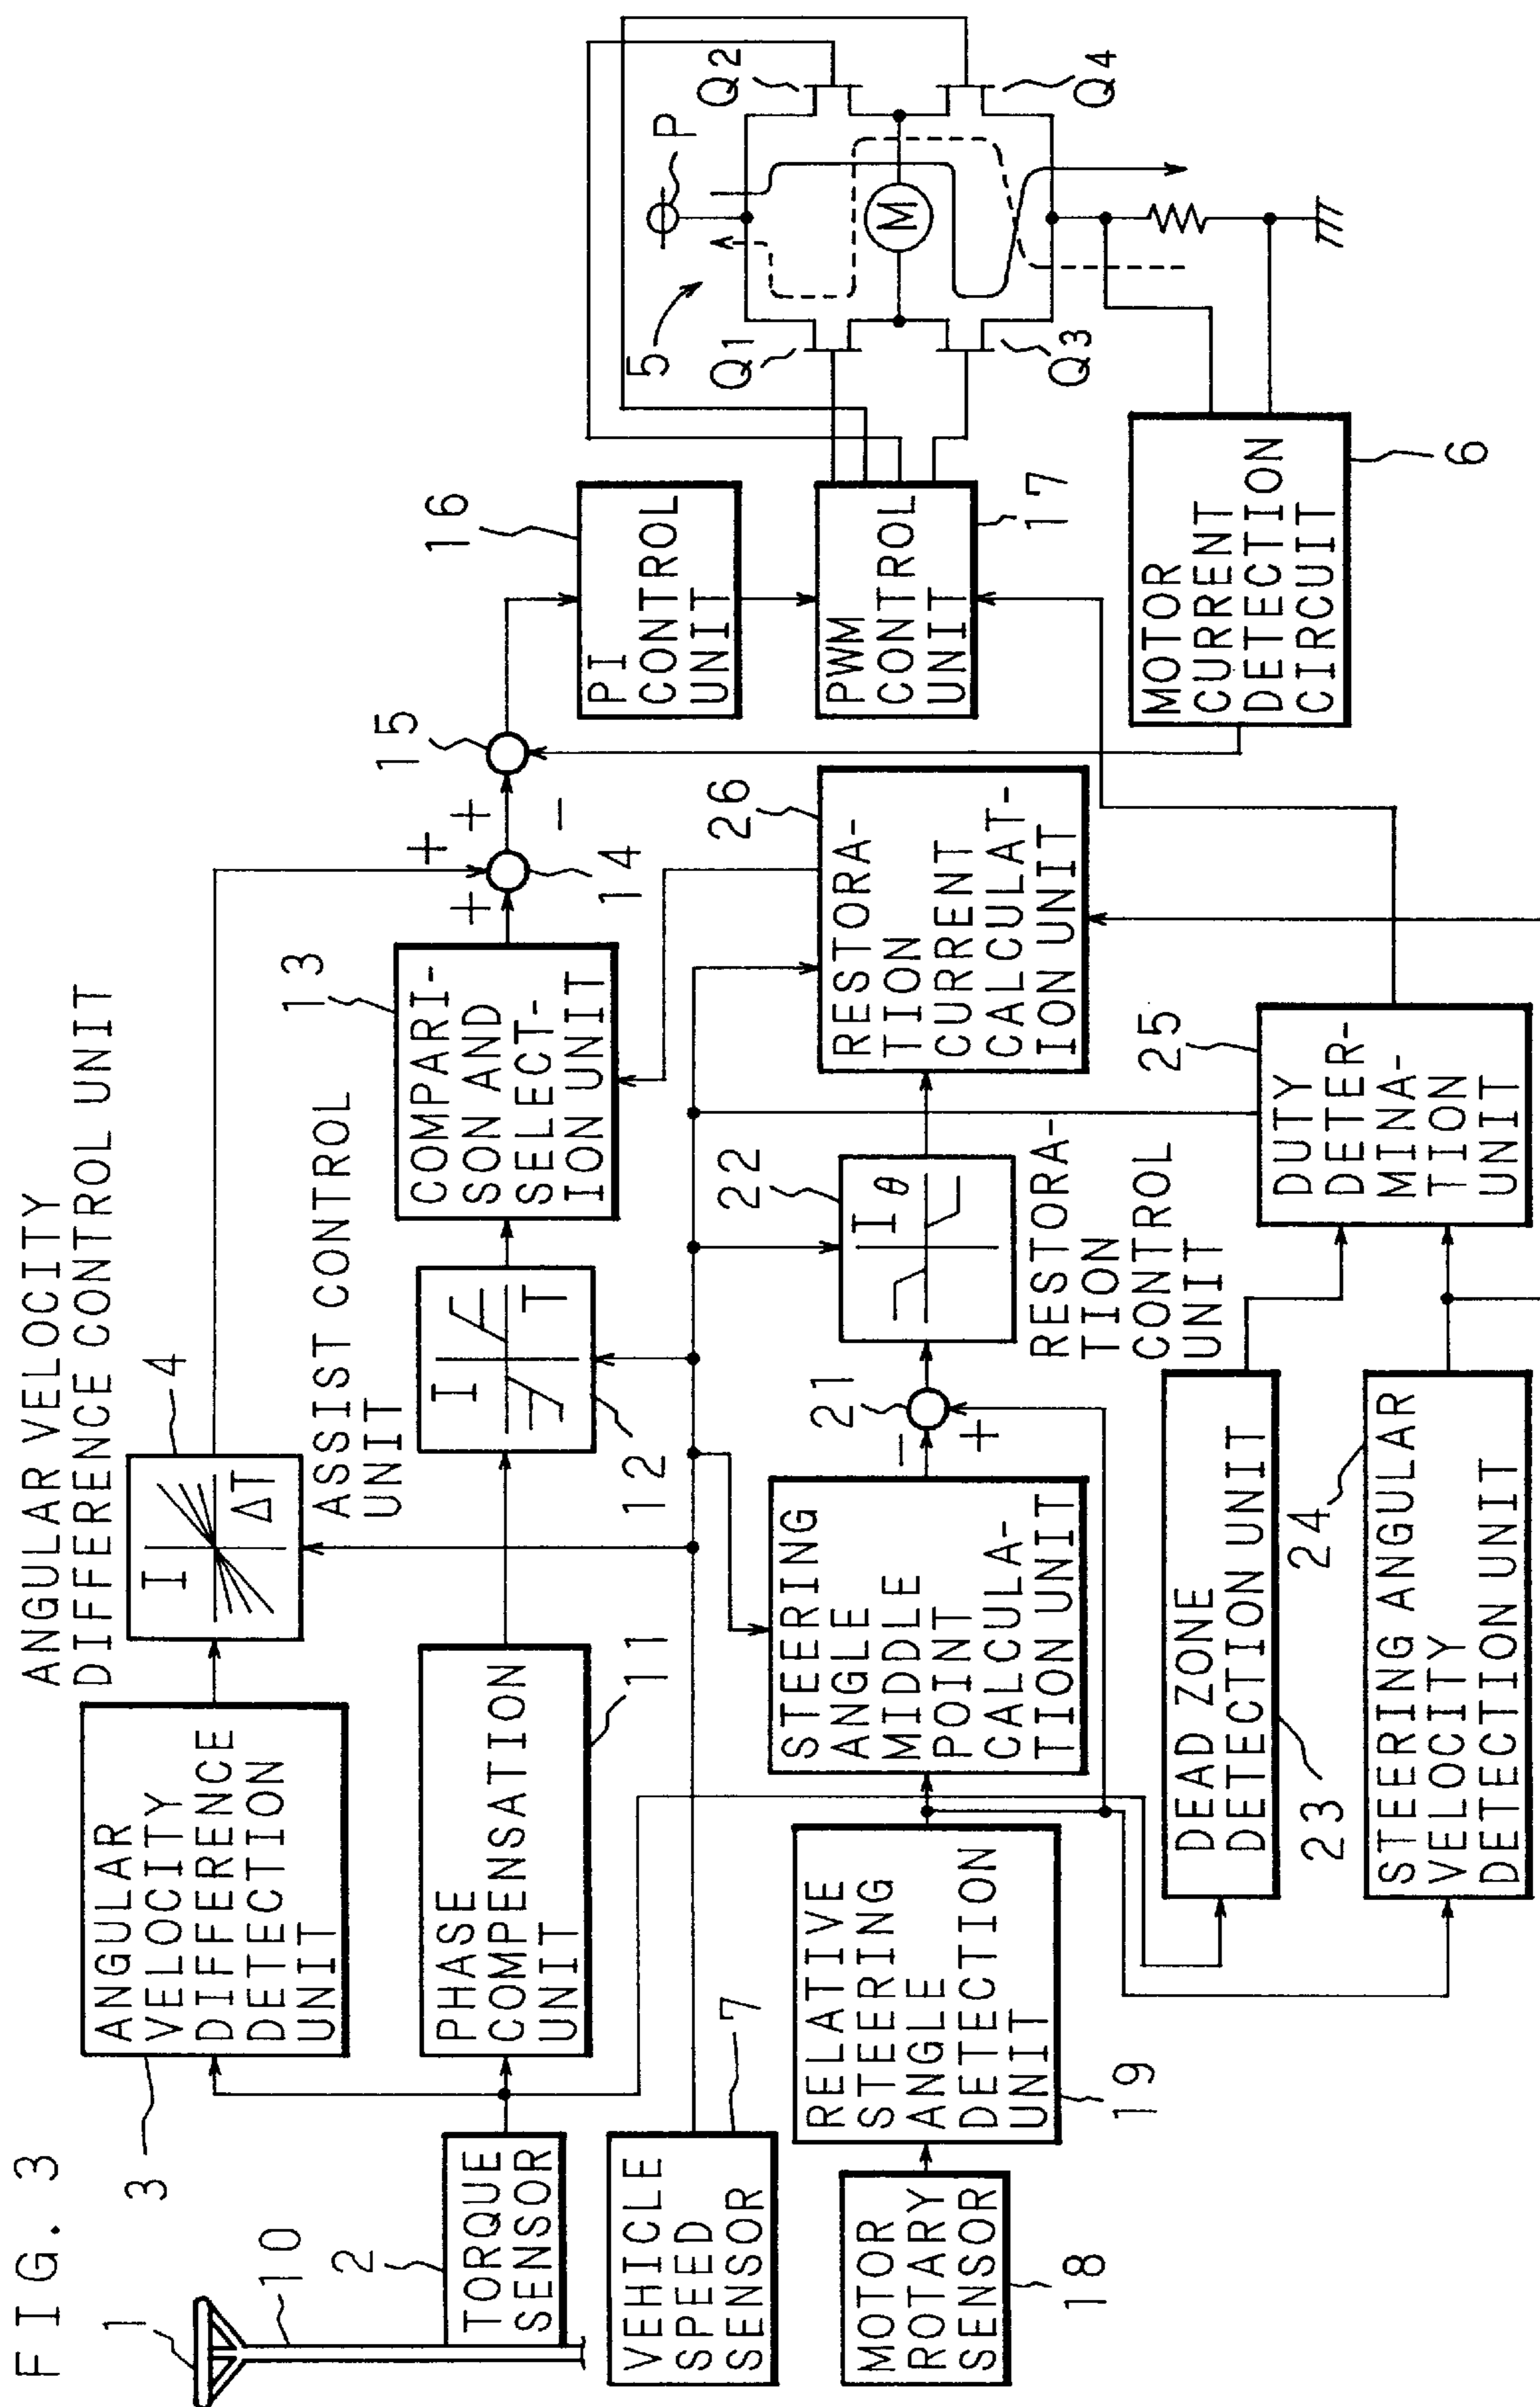 FIG. 3
1
10
2
TORQUE
SENSOR
3
ANGULAR
VELOCITY
DIFFERENCE
DETECTION
UNIT
ANGULAR VELOCITY
DIFFERENCE CONTROL UNIT
4
I
ΔT
PHASE
COMPENSATION
UNIT
11
ASSIST CONTROL
UNIT
I
T
12
COMPARI-
SON AND
SELECT-
ION UNIT
13
+
+
14
+
-
15
PI
CONTROL
UNIT
16
PWM
CONTROL
UNIT
17
5
P
Q1
Q2
Q3
Q4
M
MOTOR
CURRENT
DETECTION
CIRCUIT
6
VEHICLE
SPEED
SENSOR
7
MOTOR
ROTARY
SENSOR
18
RELATIVE
STEERING
ANGLE
DETECTION
UNIT
19
STEERING
ANGLE
MIDDLE
POINT
CALCULA-
TION UNIT
-
+
21
I
θ
22
RESTORA-
TION
CONTROL
UNIT
RESTORA-
TION
CURRENT
CALCULAT-
ION UNIT
26
DEAD ZONE
DETECTION UNIT
23
STEERING ANGULAR
VELOCITY
DETECTION UNIT
24
DUTY
DETER-
MINA-
TION
UNIT
25